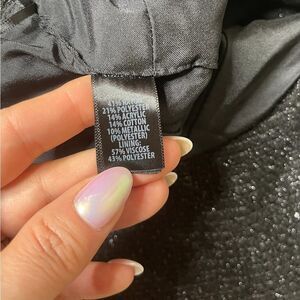 21% POLYESTER
14% ACRYLIC
14% COTTON
10% METALLIC
(POLYESTER)
LINING:
57% VISCOSE
43% POLYESTER